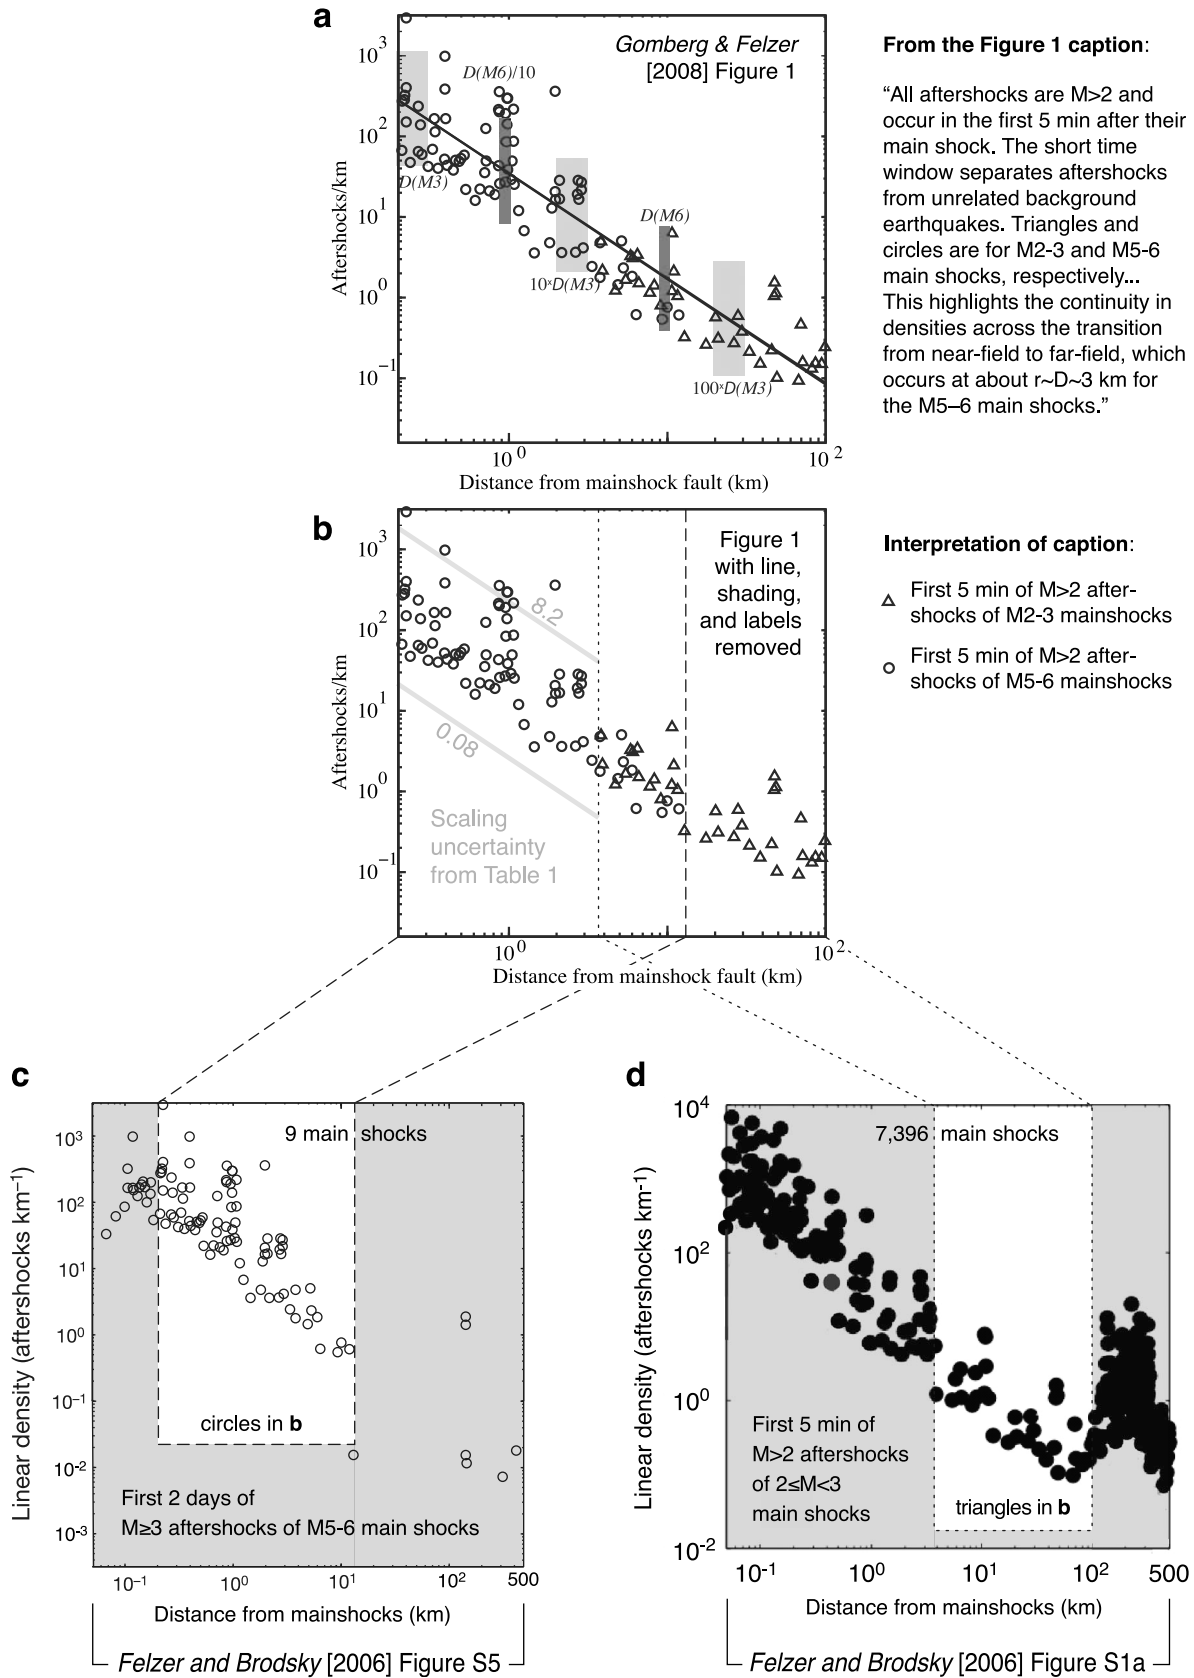 a
Gomberg & Felzer
[2008] Figure 1
D(M6)/10
D(M3)
10ˣD(M3)
D(M6)
100ˣD(M3)
10³
10²
10¹
10⁰
10⁻¹
Aftershocks/km
10⁰
10²
Distance from mainshock fault (km)
From the Figure 1 caption:
“All aftershocks are M>2 and
occur in the first 5 min after their
main shock. The short time
window separates aftershocks
from unrelated background
earthquakes. Triangles and
circles are for M2-3 and M5-6
main shocks, respectively...
This highlights the continuity in
densities across the transition
from near-field to far-field, which
occurs at about r~D~3 km for
the M5–6 main shocks.”
b
Figure 1
with line,
shading,
and labels
removed
8.2
0.08
Scaling
uncertainty
from Table 1
10³
10²
10¹
10⁰
10⁻¹
Aftershocks/km
10⁰
10²
Distance from mainshock fault (km)
Interpretation of caption:
First 5 min of M>2 after-
shocks of M2-3 mainshocks
First 5 min of M>2 after-
shocks of M5-6 mainshocks
c
9 main shocks
circles in b
First 2 days of
M≥3 aftershocks of M5-6 main shocks
10³
10²
10¹
10⁰
10⁻¹
10⁻²
10⁻³
Linear density (aftershocks km⁻¹)
10⁻¹
10⁰
10¹
10²
500
Distance from mainshocks (km)
Felzer and Brodsky [2006] Figure S5
d
7,396 main shocks
First 5 min of
M>2 aftershocks
of 2≤M<3
main shocks
triangles in b
10⁴
10²
10⁰
10⁻²
Linear density (aftershocks km⁻¹)
10⁻¹
10⁰
10¹
10²
500
Distance from mainshocks (km)
Felzer and Brodsky [2006] Figure S1a